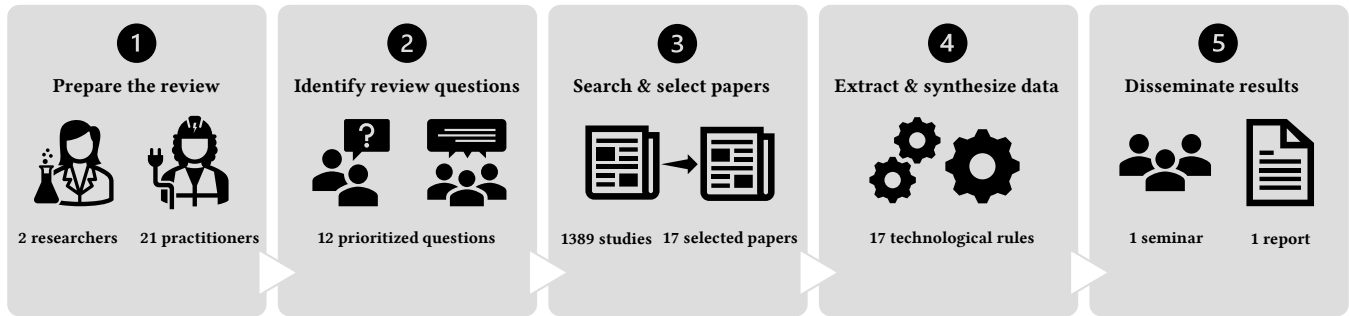 1
Prepare the review
2 researchers 21 practitioners
2
Identify review questions
?
12 prioritized questions
3
Search & select papers
1389 studies 17 selected papers
4
Extract & synthesize data
17 technological rules
5
Disseminate results
1 seminar 1 report